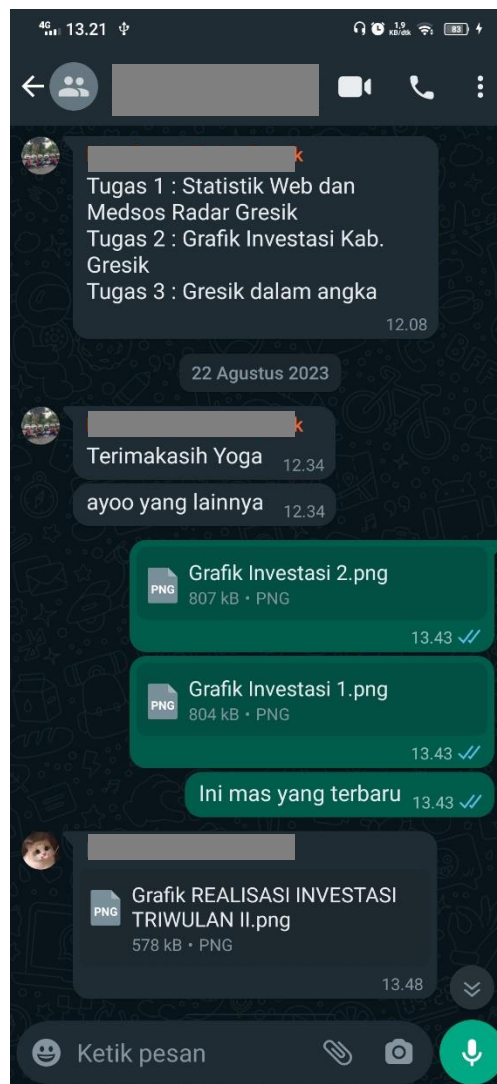 4G 13.21 1,9 KB/dtk 83
k
Tugas 1 : Statistik Web dan
Medsos Radar Gresik
Tugas 2 : Grafik Investasi Kab.
Gresik
Tugas 3 : Gresik dalam angka
12.08
22 Agustus 2023
k
Terimakasih Yoga 12.34
ayoo yang lainnya 12.34
PNG Grafik Investasi 2.png
807 kB • PNG
13.43
PNG Grafik Investasi 1.png
804 kB • PNG
13.43
Ini mas yang terbaru 13.43
PNG Grafik REALISASI INVESTASI
TRIWULAN II.png
578 kB • PNG
13.48
Ketik pesan